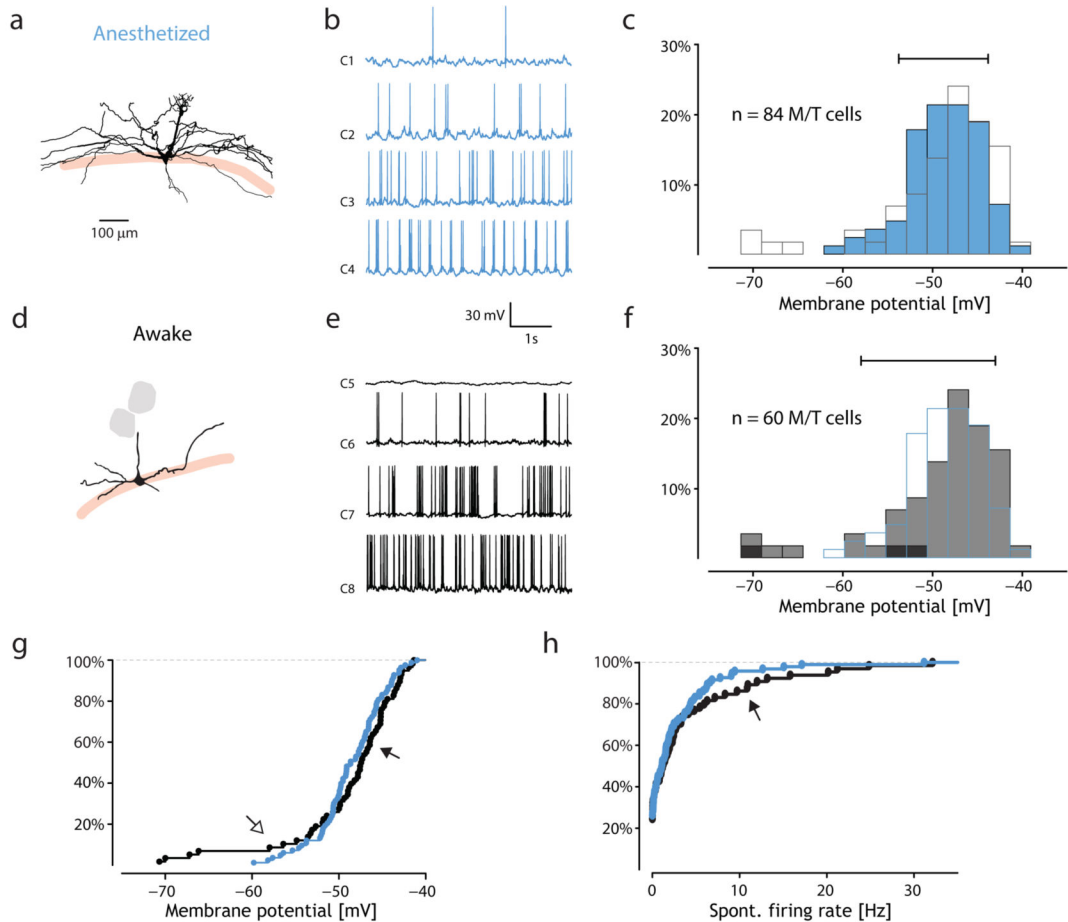 a
Anesthetized
100 μm
b
C1
C2
C3
C4
c
30%
20%
10%
n = 84 M/T cells
−70
−60
−50
−40
Membrane potential [mV]
d
Awake
e
30 mV
1s
C5
C6
C7
C8
f
30%
20%
10%
n = 60 M/T cells
−70
−60
−50
−40
Membrane potential [mV]
g
100%
80%
60%
40%
20%
−70
−60
−50
−40
Membrane potential [mV]
h
100%
80%
60%
40%
20%
0
10
20
30
Spont. firing rate [Hz]